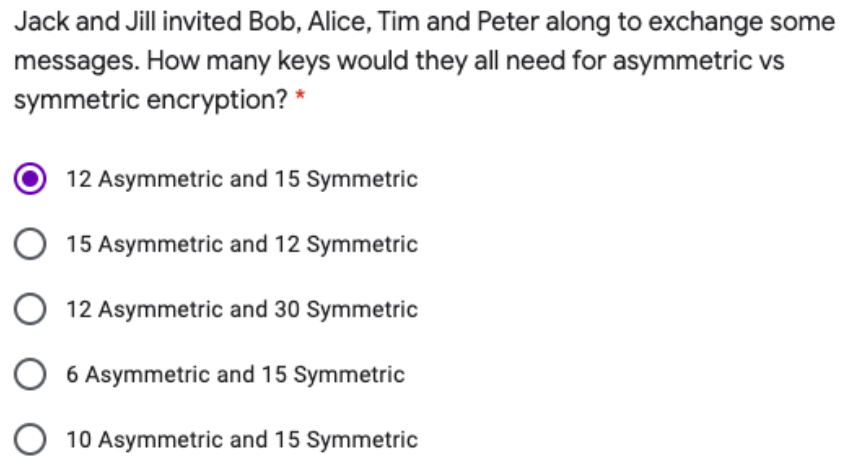 Jack and Jill invited Bob, Alice, Tim and Peter along to exchange some
messages. How many keys would they all need for asymmetric vs
symmetric encryption? *
12 Asymmetric and 15 Symmetric
15 Asymmetric and 12 Symmetric
12 Asymmetric and 30 Symmetric
6 Asymmetric and 15 Symmetric
10 Asymmetric and 15 Symmetric